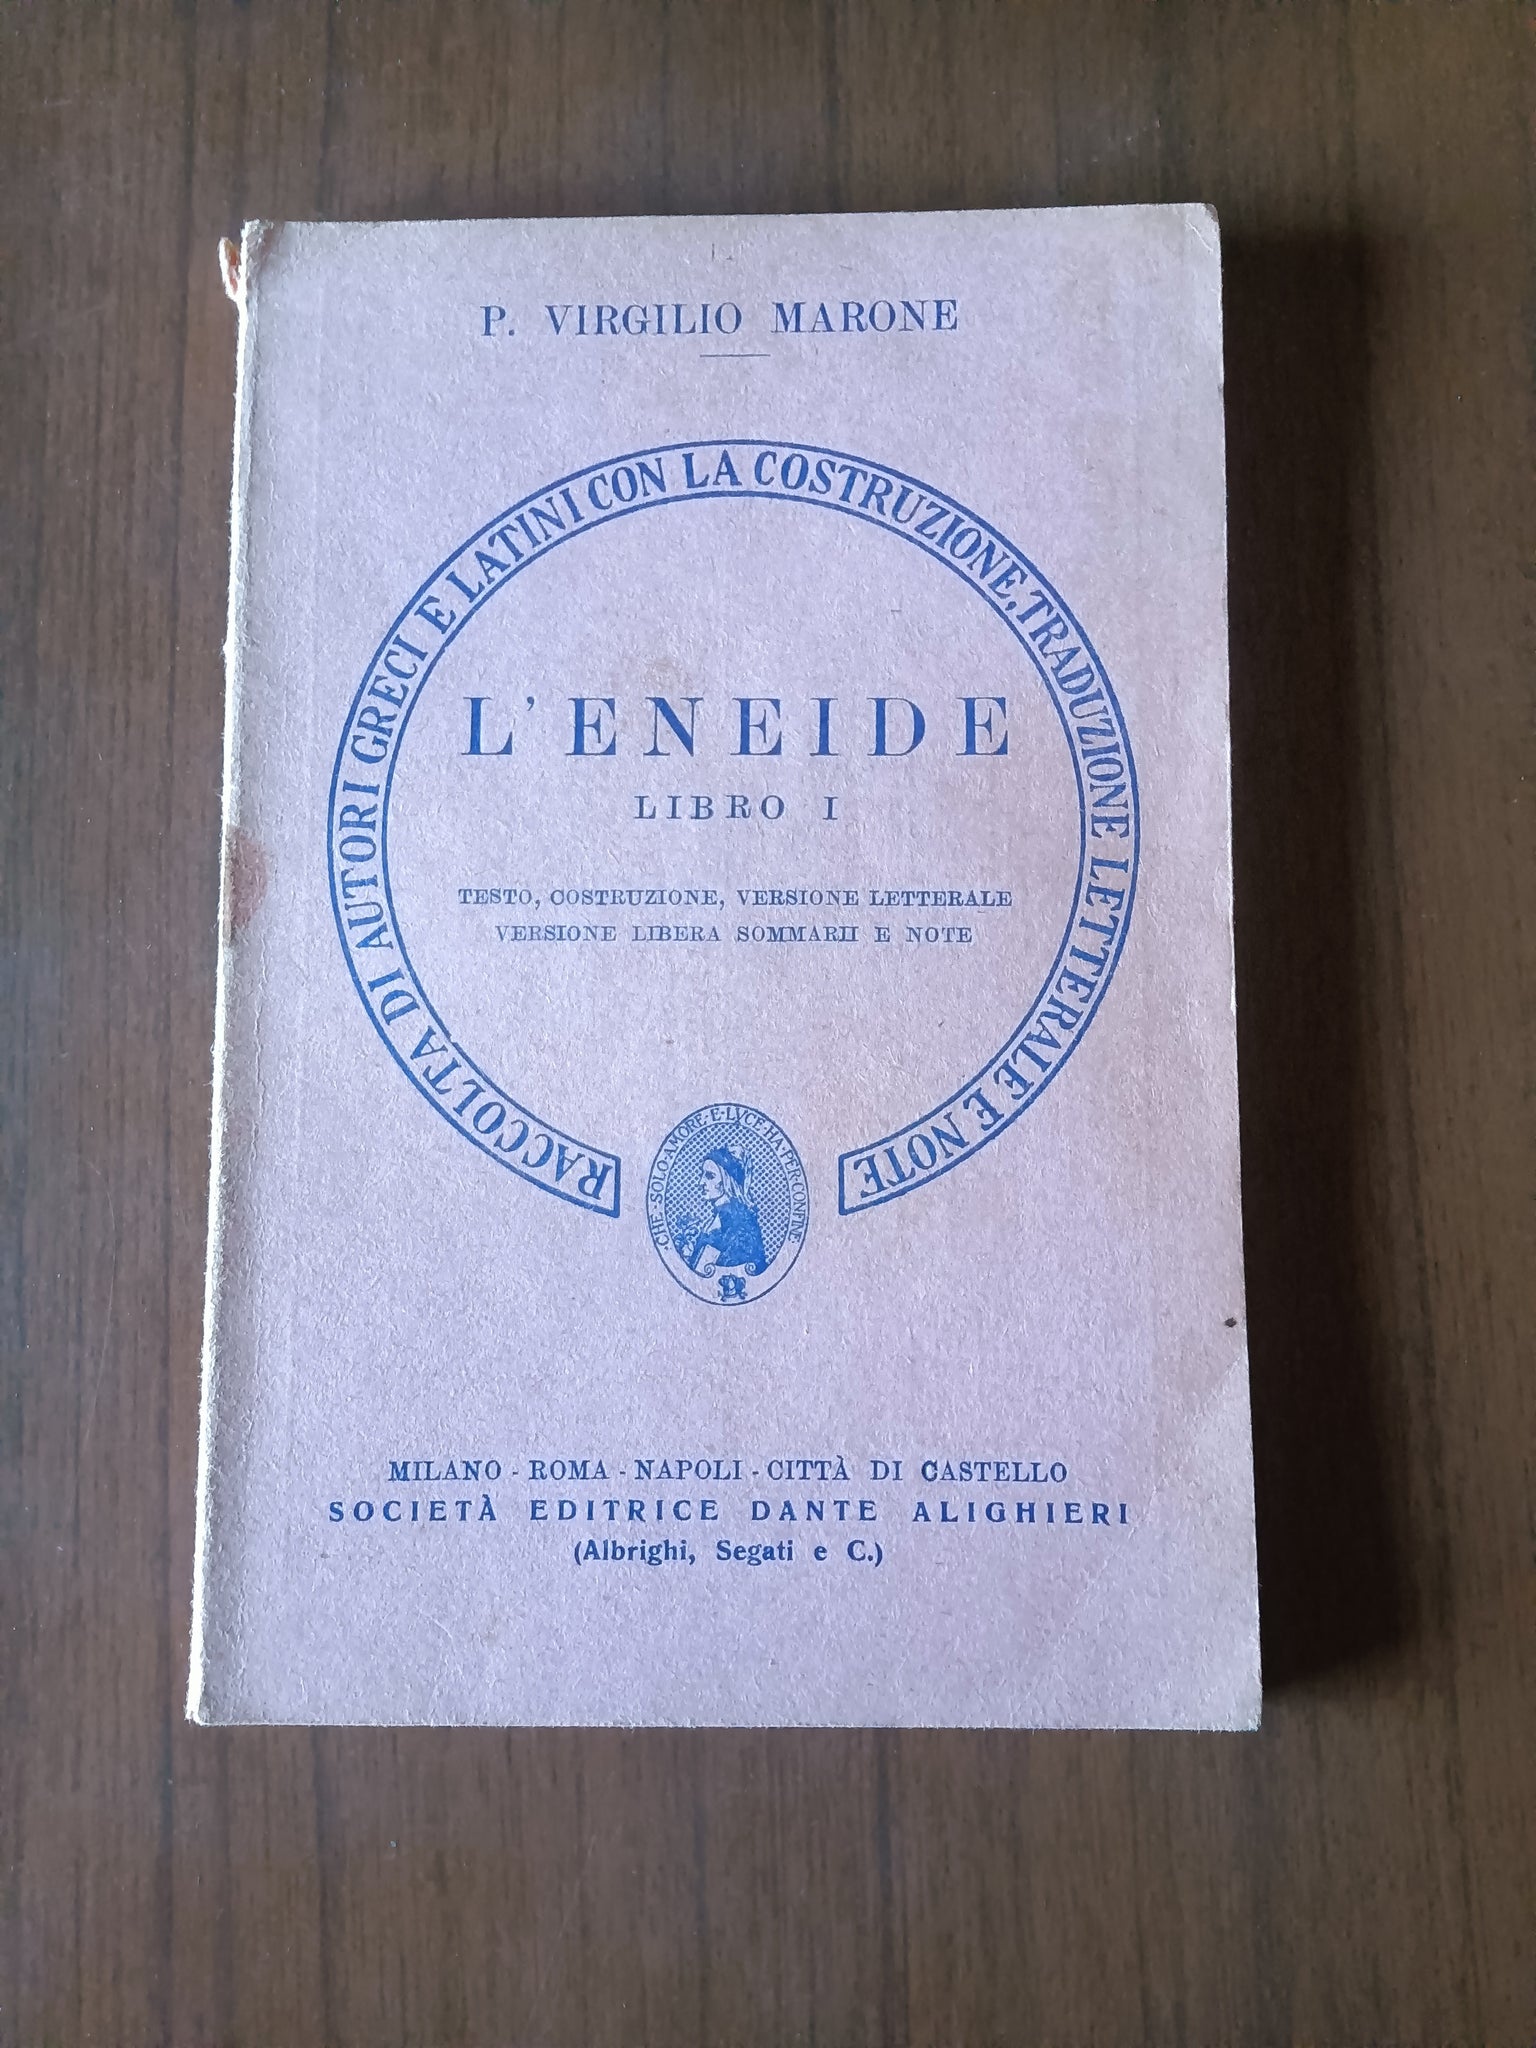 P. VIRGILIO MARONE
RACCOLTA DI AUTORI GRECI E LATINI CON LA COSTRUZIONE, TRADUZIONE LETTERALE E NOTE
L'ENEIDE
LIBRO I
TESTO, COSTRUZIONE, VERSIONE LETTERALE
VERSIONE LIBERA SOMMARII E NOTE
·CHE·SOLO·AMORE·E·LVCE·HA·PER·CONFINE·
MILANO - ROMA - NAPOLI - CITTÀ DI CASTELLO
SOCIETÀ EDITRICE DANTE ALIGHIERI
(Albrighi, Segati e C.)